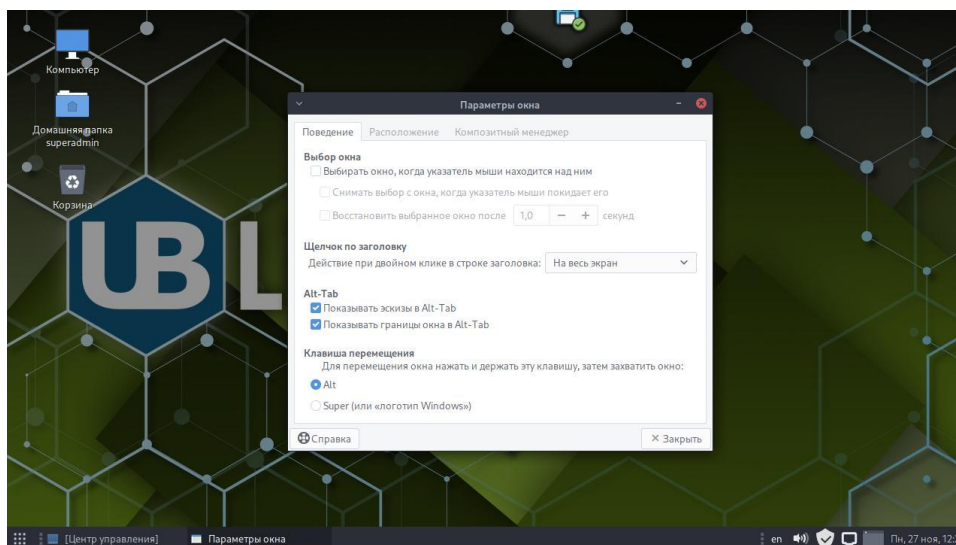 Компьютер
Домашняя папка
superadmin
Корзина
UBL
Параметры окна
Поведение Расположение Композитный менеджер
Выбор окна
Выбирать окно, когда указатель мыши находится над ним
Снимать выбор с окна, когда указатель мыши покидает его
Восстановить выбранное окно после 1,0 − + секунд
Щелчок по заголовку
Действие при двойном клике в строке заголовка: На весь экран
Alt-Tab
Показывать эскизы в Alt-Tab
Показывать границы окна в Alt-Tab
Клавиша перемещения
Для перемещения окна нажать и держать эту клавишу, затем захватить окно:
Alt
Super (или «логотип Windows»)
Справка × Закрыть
[Центр управления] Параметры окна en Пн, 27 ноя, 12: